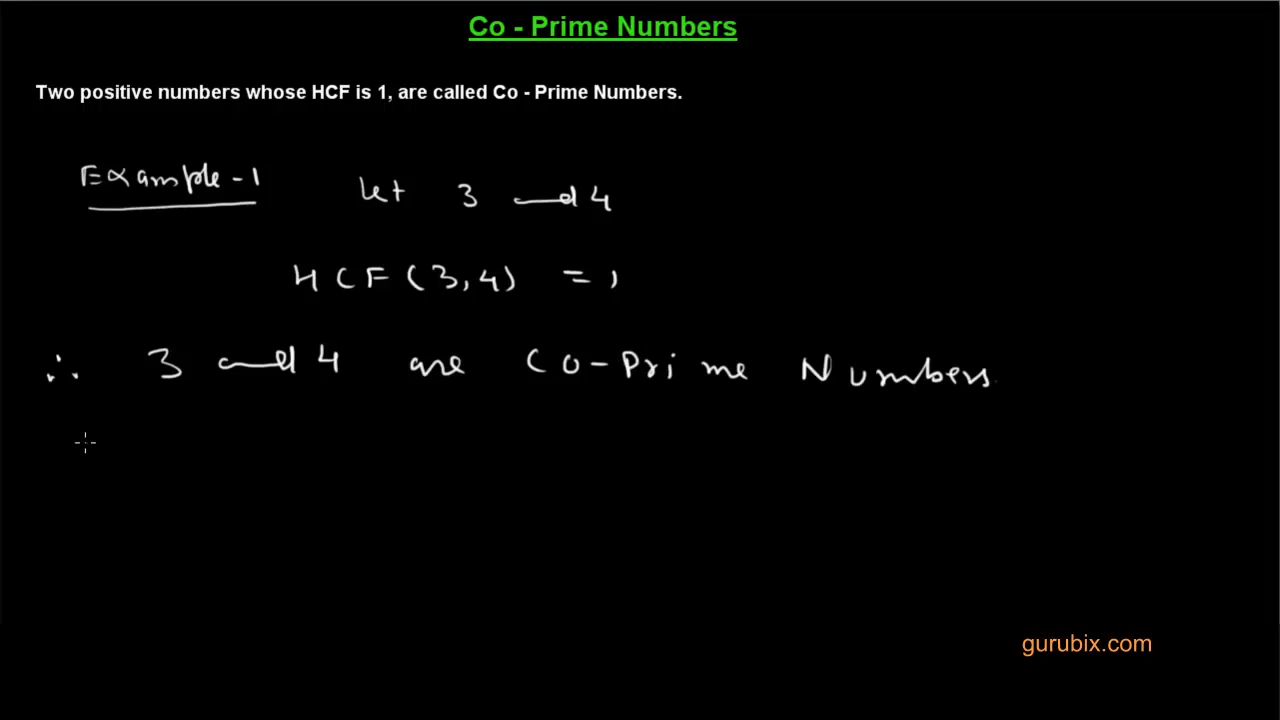 Co - Prime Numbers
Two positive numbers whose HCF is 1, are called Co - Prime Numbers.
Example - 1
Let 3 and 4
HCF (3,4) = 1
∴ 3 and 4 are Co-Prime Numbers.
gurubix.com